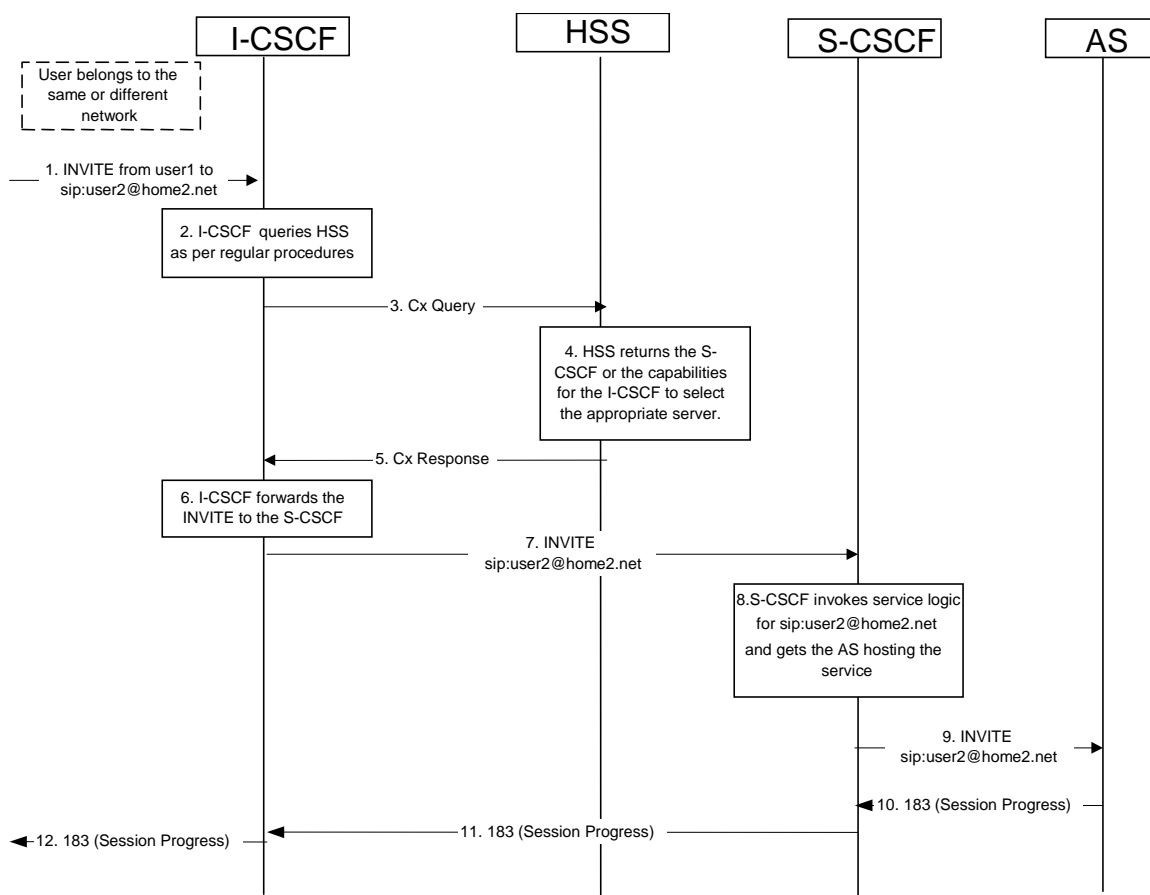 I-CSCF
HSS
S-CSCF
AS
User belongs to the
same or different
network
1. INVITE from user1 to
sip:user2@home2.net
2. I-CSCF queries HSS
as per regular procedures
3. Cx Query
4. HSS returns the S-
CSCF or the capabilities
for the I-CSCF to select
the appropriate server.
5. Cx Response
6. I-CSCF forwards the
INVITE to the S-CSCF
7. INVITE
sip:user2@home2.net
8.S-CSCF invokes service logic
for sip:user2@home2.net
and gets the AS hosting the
service
9. INVITE
sip:user2@home2.net
10. 183 (Session Progress)
11. 183 (Session Progress)
12. 183 (Session Progress)